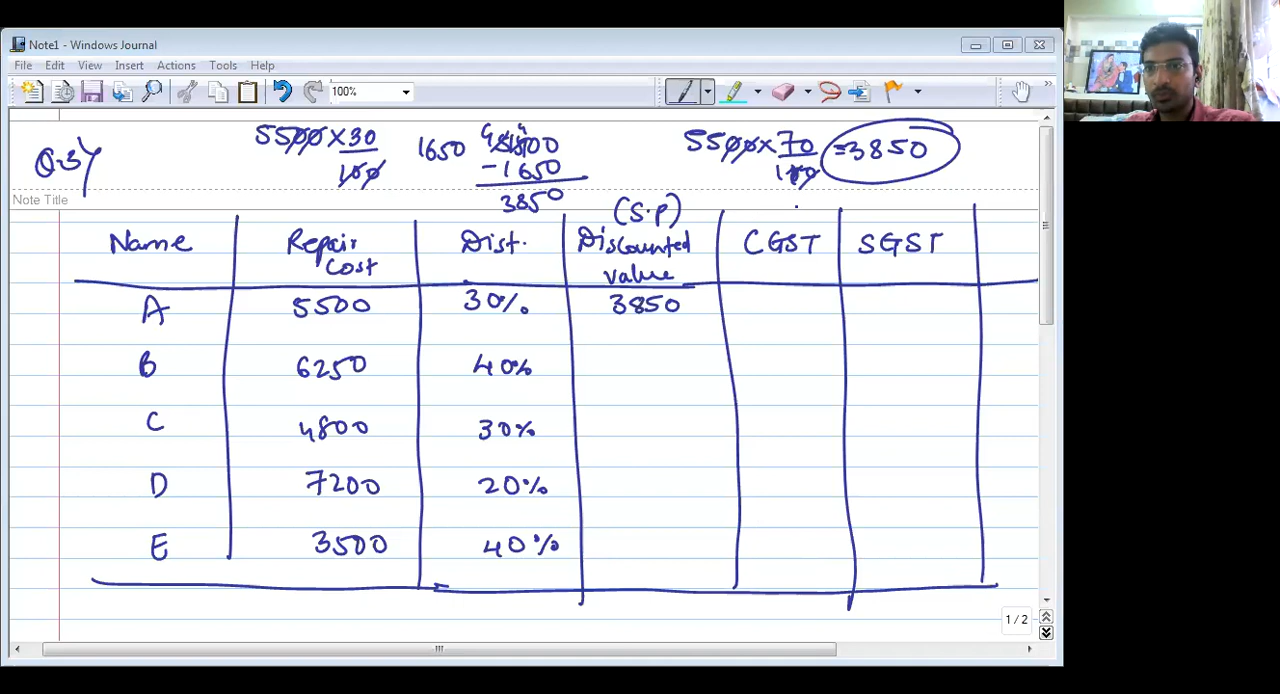 Note1 - Windows Journal
File Edit View Insert Actions Tools Help
100%
Q.3
5500 × 30
100
1650
1650
-1650
3850
5500 × 70
100
=3850
Note Title
Name Repair cost Dist. (S.P) Discounted value CGST SGST
A 5500 30% 3850
B 6250 40%
C 4800 30%
D 7200 20%
E 3500 40%
1 / 2